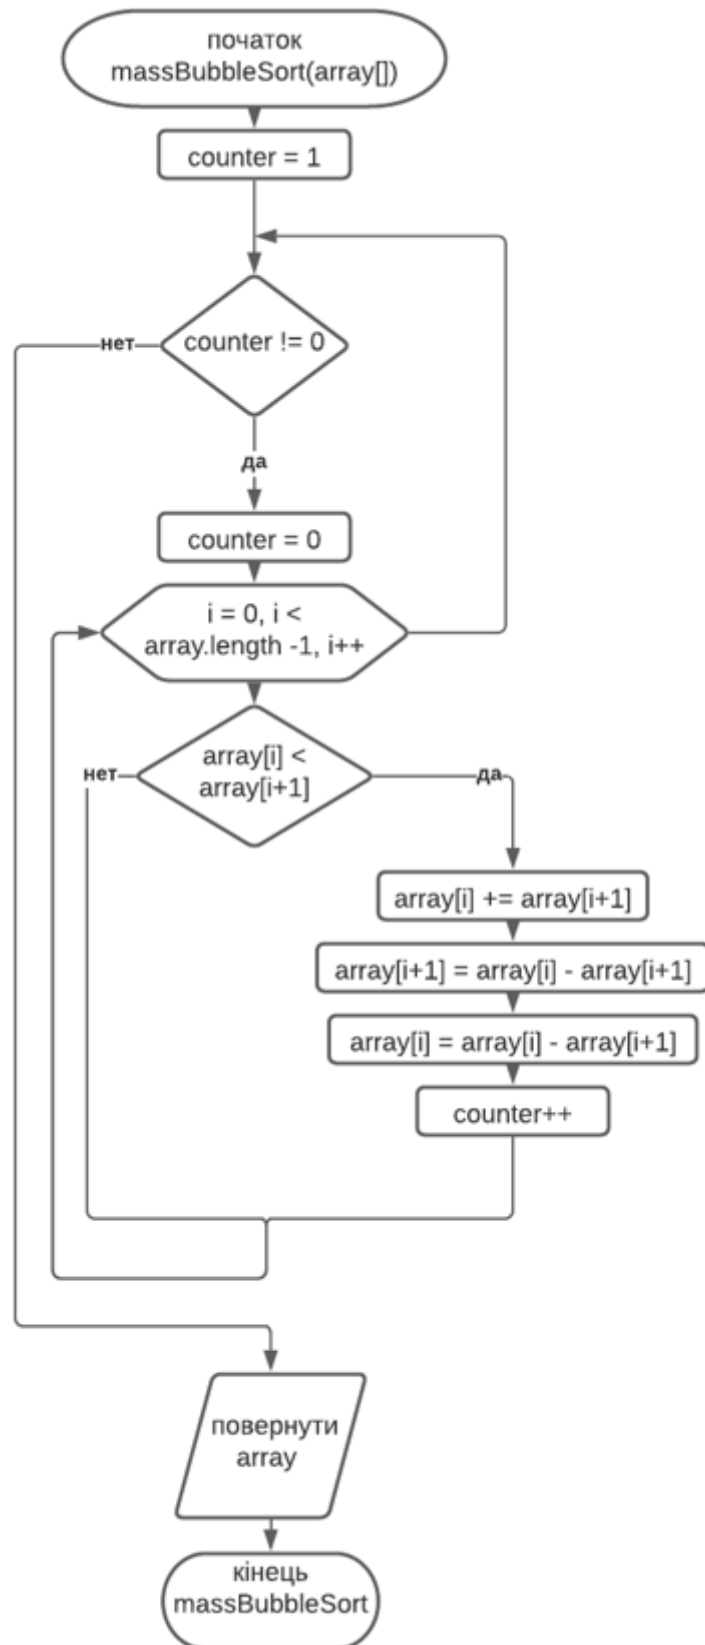 початок
massBubbleSort(array[])
counter = 1
counter != 0
нет
да
counter = 0
i = 0, i <
array.length -1, i++
array[i] <
array[i+1]
нет
да
array[i] += array[i+1]
array[i+1] = array[i] - array[i+1]
array[i] = array[i] - array[i+1]
counter++
повернути
array
кінець
massBubbleSort